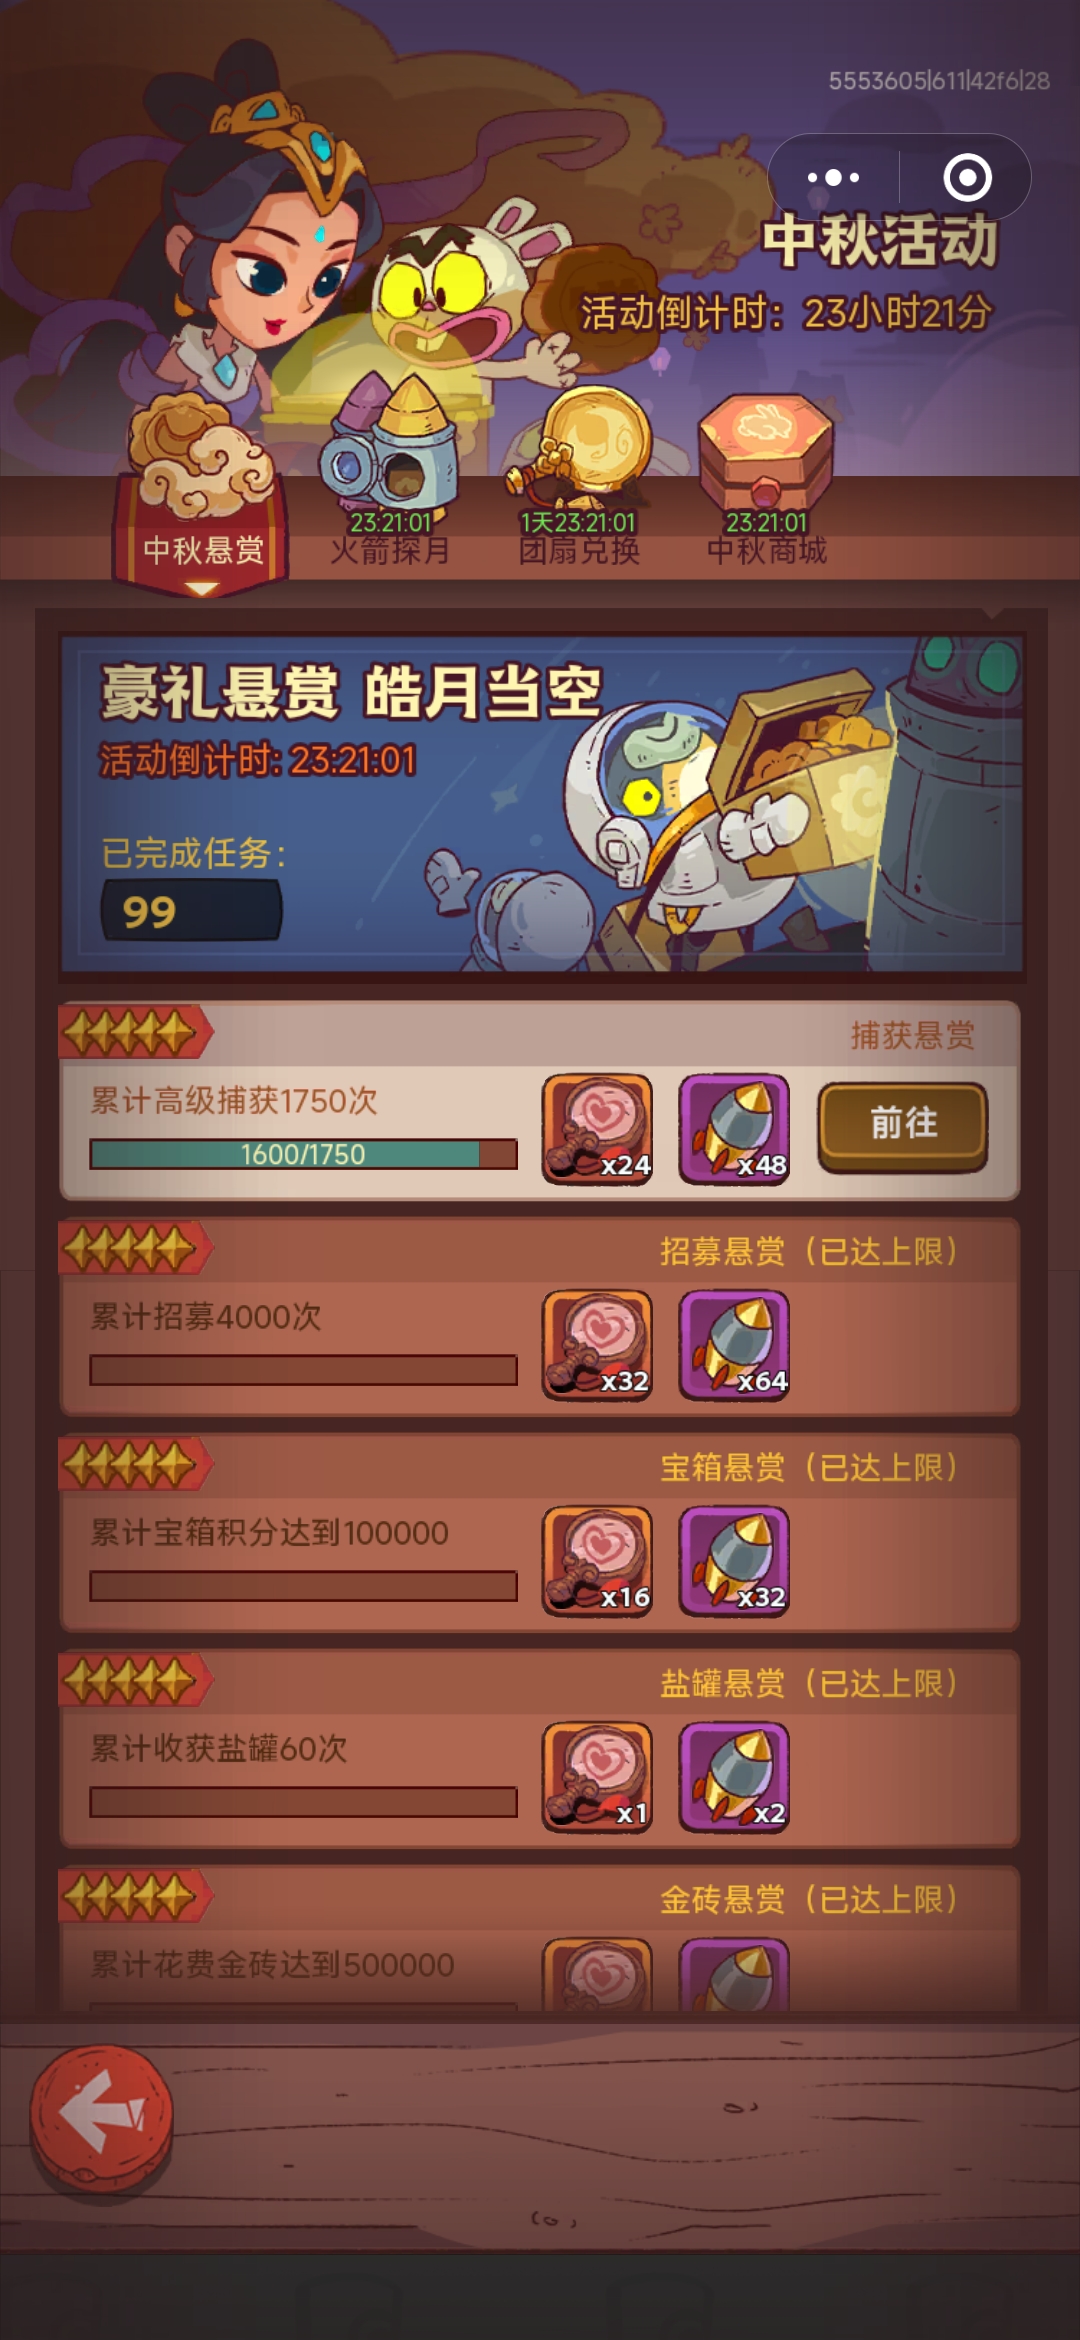 5553605|611|42f6|28
中秋活动
活动倒计时：23小时21分
23:21:01
1天23:21:01
23:21:01
中秋悬赏
火箭探月
团扇兑换
中秋商城
豪礼悬赏 皓月当空
活动倒计时: 23:21:01
已完成任务:
99
捕获悬赏
累计高级捕获1750次
1600/1750
x24
x48
前往
招募悬赏（已达上限）
累计招募4000次
x32
x64
宝箱悬赏（已达上限）
累计宝箱积分达到100000
x16
x32
盐罐悬赏（已达上限）
累计收获盐罐60次
x1
x2
金砖悬赏（已达上限）
累计花费金砖达到500000